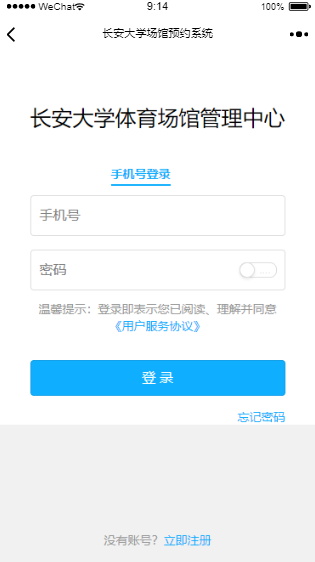 ●●●●● WeChat 9:14 100%
长安大学场馆预约系统
长安大学体育场馆管理中心
手机号登录
手机号
密码
温馨提示：登录即表示您已阅读、理解并同意
《用户服务协议》
登 录
忘记密码
没有账号？立即注册